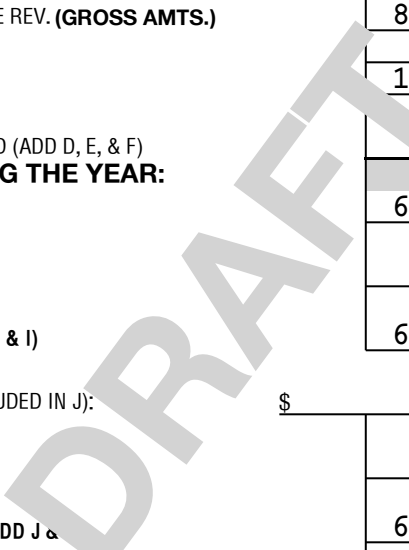 E REV. (GROSS AMTS.) 8
1
D (ADD D, E, & F)
G THE YEAR:
6
& I) 6
UDED IN J): $
DD J & 6
DRAFT